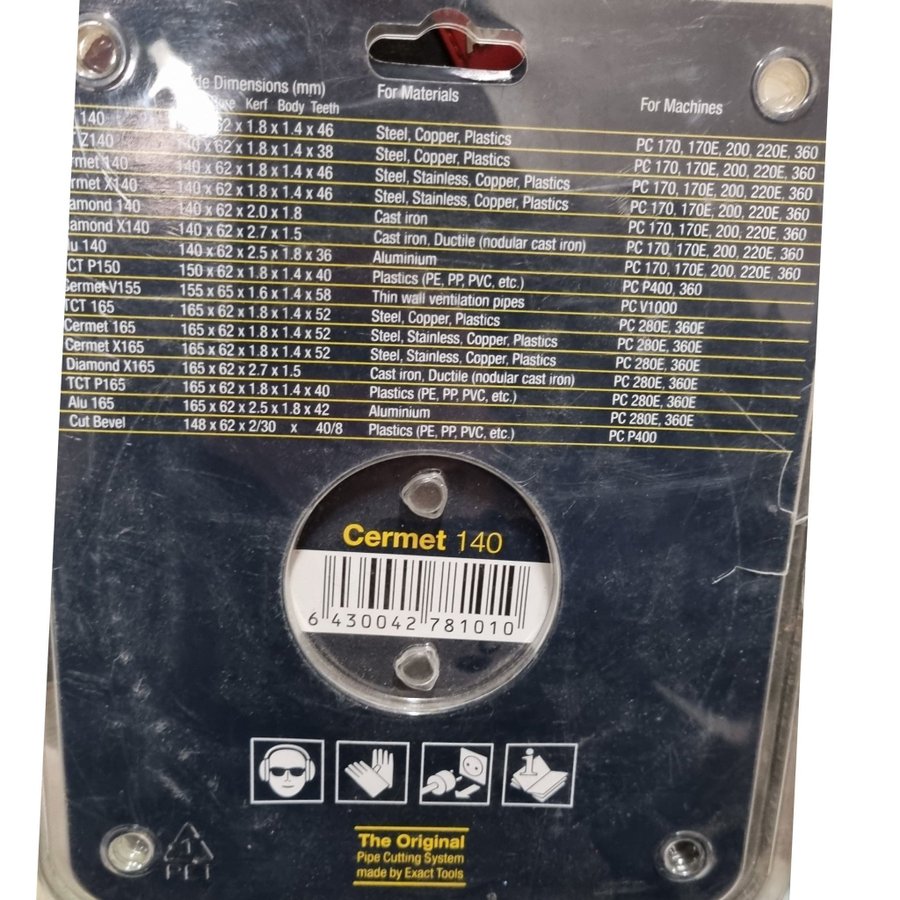 Dimensions (mm) For Materials For Machines
Kerf Body Teeth
140 62 x 1.8 x 1.4 x 46 Steel, Copper, Plastics PC 170, 170E, 200, 220E, 360
Z140 140 x 62 x 1.8 x 1.4 x 38 Steel, Copper, Plastics PC 170, 170E, 200, 220E, 360
rmet 140 140 x 62 x 1.8 x 1.4 x 46 Steel, Stainless, Copper, Plastics PC 170, 170E, 200, 220E, 360
rmet X140 140 x 62 x 1.8 x 1.4 x 46 Steel, Stainless, Copper, Plastics PC 170, 170E, 200, 220E, 360
amond 140 140 x 62 x 2.0 x 1.8 Cast iron PC 170, 170E, 200, 220E, 360
amond X140 140 x 62 x 2.7 x 1.5 Cast iron, Ductile (nodular cast iron) PC 170, 170E, 200, 220E, 360
u 140 140 x 62 x 2.5 x 1.8 x 36 Aluminium PC 170, 170E, 200, 220E, 360
CT P150 150 x 62 x 1.8 x 1.4 x 40 Plastics (PE, PP, PVC, etc.) PC P400, 360
Cermet V155 155 x 65 x 1.6 x 1.4 x 58 Thin wall ventilation pipes PC V1000
TCT 165 165 x 62 x 1.8 x 1.4 x 52 Steel, Copper, Plastics PC 280E, 360E
Cermet 165 165 x 62 x 1.8 x 1.4 x 52 Steel, Stainless, Copper, Plastics PC 280E, 360E
Cermet X165 165 x 62 x 1.8 x 1.4 x 52 Steel, Stainless, Copper, Plastics PC 280E, 360E
Diamond X165 165 x 62 x 2.7 x 1.5 Cast iron, Ductile (nodular cast iron) PC 280E, 360E
TCT P165 165 x 62 x 1.8 x 1.4 x 40 Plastics (PE, PP, PVC, etc.) PC 280E, 360E
Alu 165 165 x 62 x 2.5 x 1.8 x 42 Aluminium PC 280E, 360E
Cut Bevel 148 x 62 x 2/30 x 40/8 Plastics (PE, PP, PVC, etc.) PC P400
Cermet 140
6 430042 781010
The Original
Pipe Cutting System
made by Exact Tools
1
PET